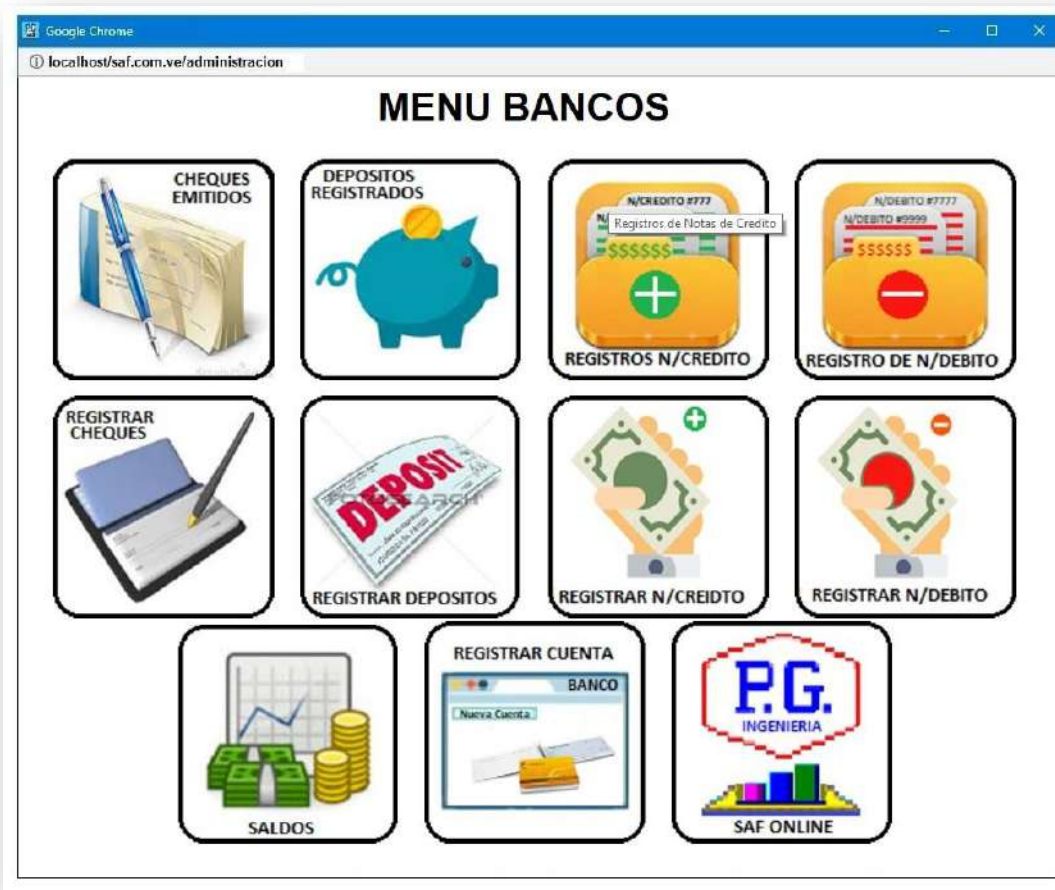 Google Chrome
localhost/saf.com.ve/administracion
MENU BANCOS
CHEQUES
EMITIDOS
DEPOSITOS
REGISTRADOS
N/CREDITO #777
Registros de Notas de Credito
$$$$$$
REGISTROS N/CREDITO
N/DEBITO #7777
N/DEBITO #9999
$$$$$$
REGISTRO DE N/DEBITO
REGISTRAR
CHEQUES
DEPOSIT
FOTOSEARCH
REGISTRAR DEPOSITOS
REGISTRAR N/CREIDTO
REGISTRAR N/DEBITO
SALDOS
REGISTRAR CUENTA
BANCO
Nueva Cuenta
P.G.
INGENIERIA
SAF ONLINE